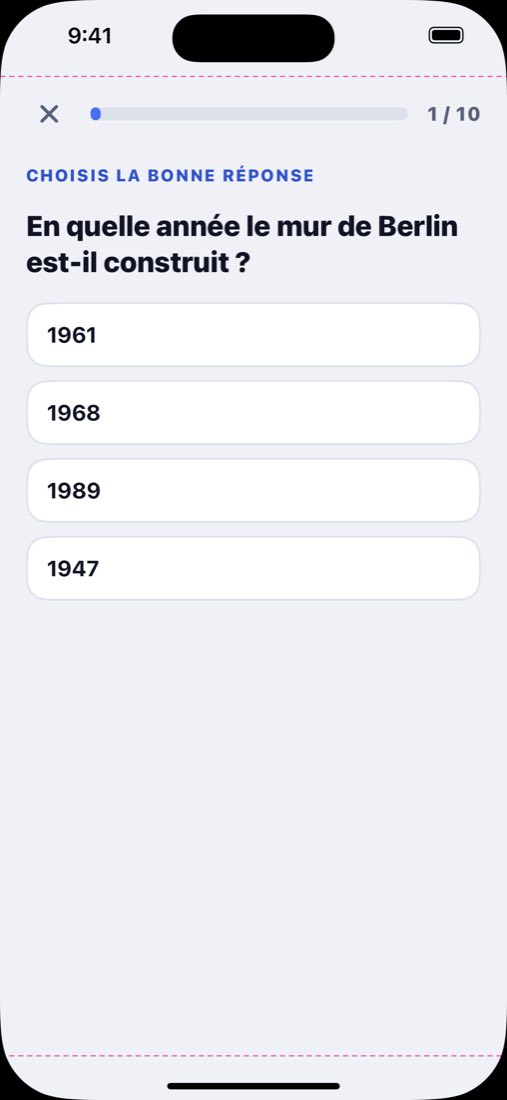 9:41
1 / 10
CHOISIS LA BONNE RÉPONSE
En quelle année le mur de Berlin
est-il construit ?
1961
1968
1989
1947